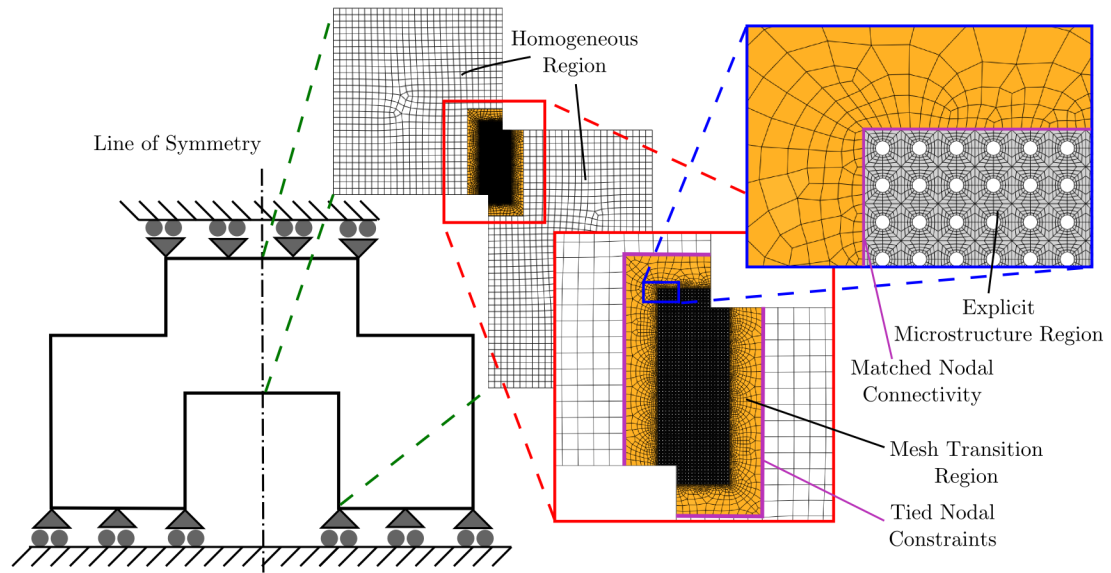 Homogeneous
Region
Line of Symmetry
Explicit
Microstructure Region
Matched Nodal
Connectivity
Mesh Transition
Region
Tied Nodal
Constraints